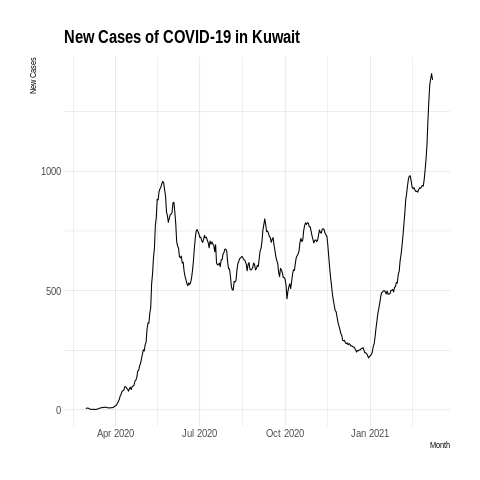 New Cases of COVID-19 in Kuwait
New Cases
1000
500
0
Apr 2020
Jul 2020
Oct 2020
Jan 2021
Month